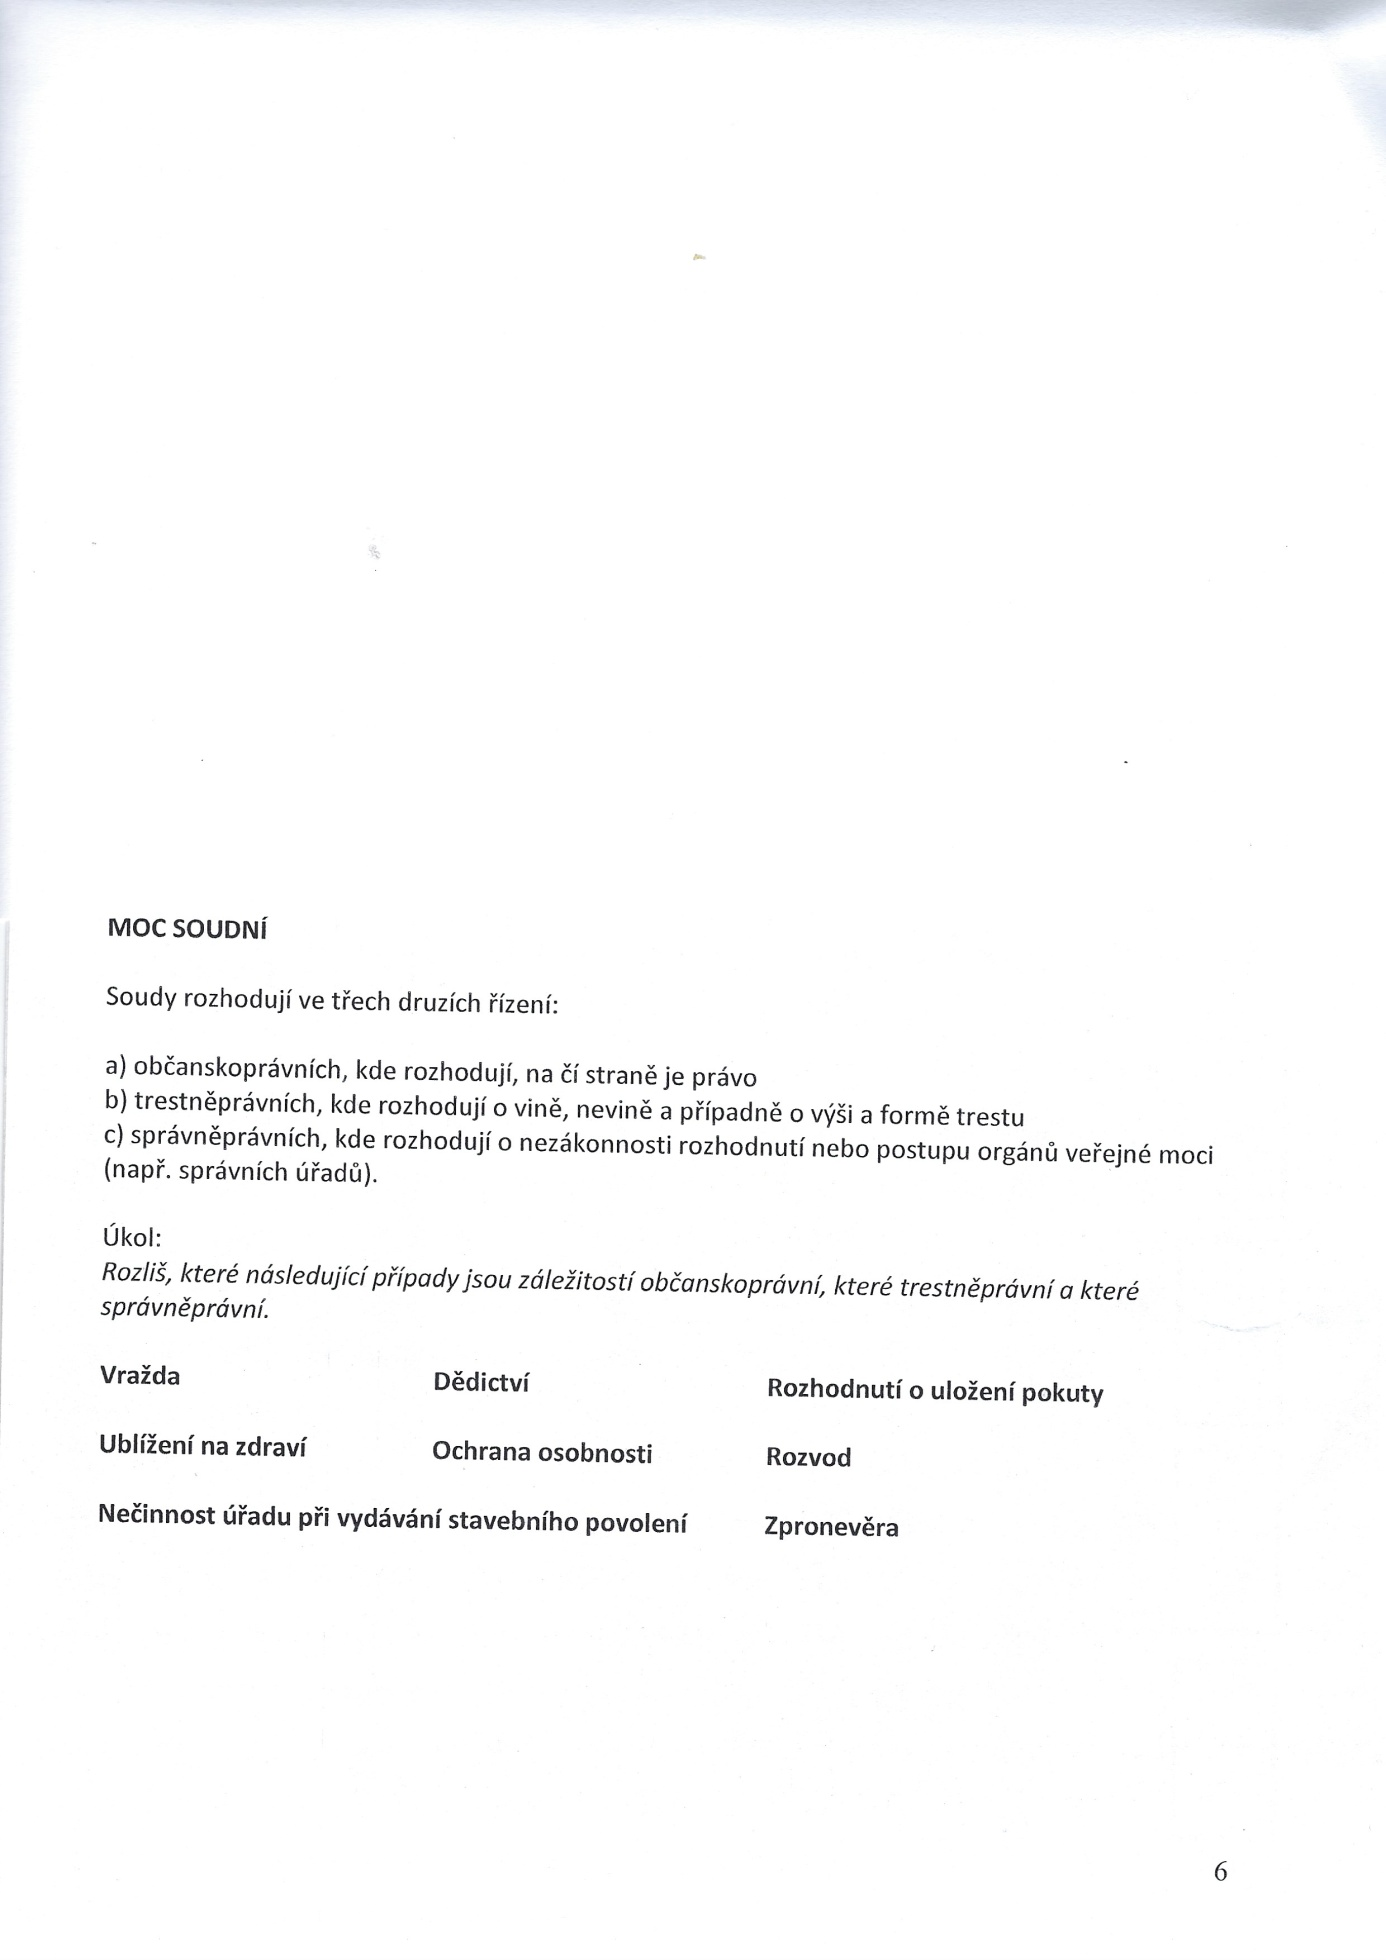 MOC SOUDNÍ
Soudy rozhodují ve třech druzích řízení:
a) občanskoprávních, kde rozhodují, na čí straně je právo
b) trestněprávních, kde rozhodují o vině, nevině a případně o výši a formě trestu
c) správněprávních, kde rozhodují o nezákonnosti rozhodnutí nebo postupu orgánů veřejné moci
(např. správních úřadů).
Úkol:
Rozliš, které následující případy jsou záležitostí občanskoprávní, které trestněprávní a které
správněprávní.
Vražda Dědictví Rozhodnutí o uložení pokuty
Ublížení na zdraví Ochrana osobnosti Rozvod
Nečinnost úřadu při vydávání stavebního povolení Zpronevěra
6